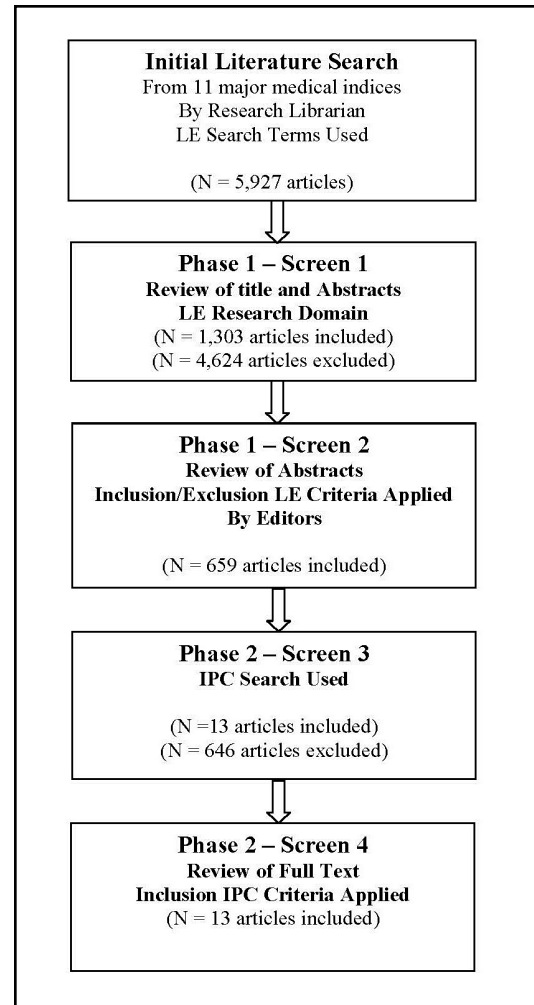 Initial Literature Search
From 11 major medical indices
By Research Librarian
LE Search Terms Used
(N = 5,927 articles)
Phase 1 – Screen 1
Review of title and Abstracts
LE Research Domain
(N = 1,303 articles included)
(N = 4,624 articles excluded)
Phase 1 – Screen 2
Review of Abstracts
Inclusion/Exclusion LE Criteria Applied
By Editors
(N = 659 articles included)
Phase 2 – Screen 3
IPC Search Used
(N =13 articles included)
(N = 646 articles excluded)
Phase 2 – Screen 4
Review of Full Text
Inclusion IPC Criteria Applied
(N = 13 articles included)